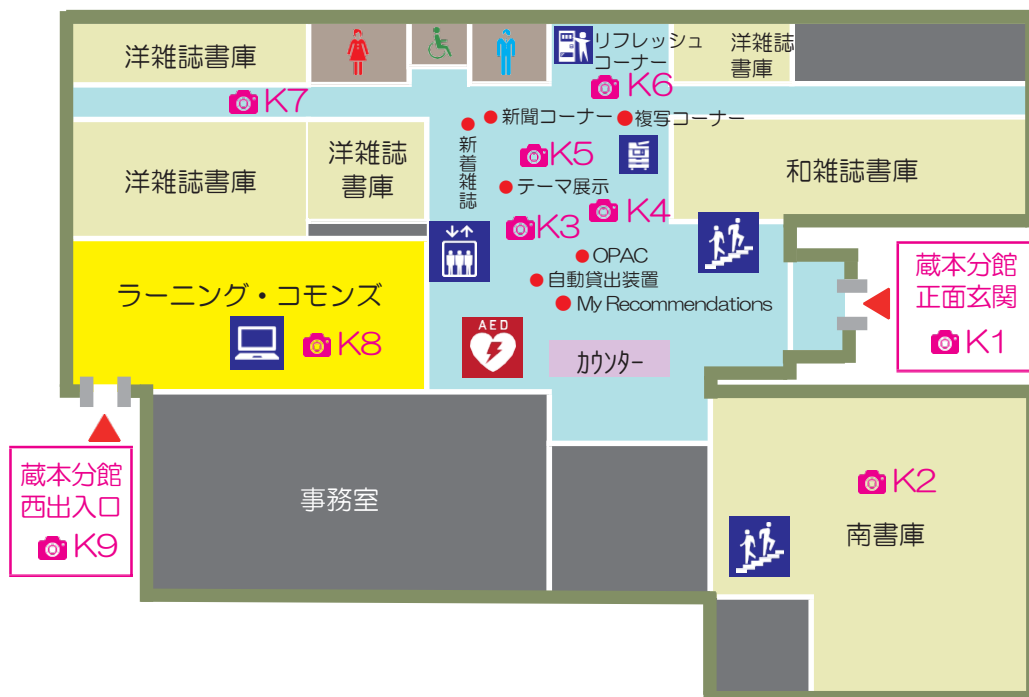 洋雑誌書庫
リフレッシュ
コーナー
洋雑誌
書庫
K6
K7
新聞コーナー
複写コーナー
新着雑誌
洋雑誌書庫
洋雑誌
書庫
K5
和雑誌書庫
テーマ展示
K4
K3
OPAC
自動貸出装置
My Recommendations
蔵本分館
正面玄関
K1
ラーニング・コモンズ
K8
AED
カウンター
蔵本分館
西出入口
K9
事務室
K2
南書庫